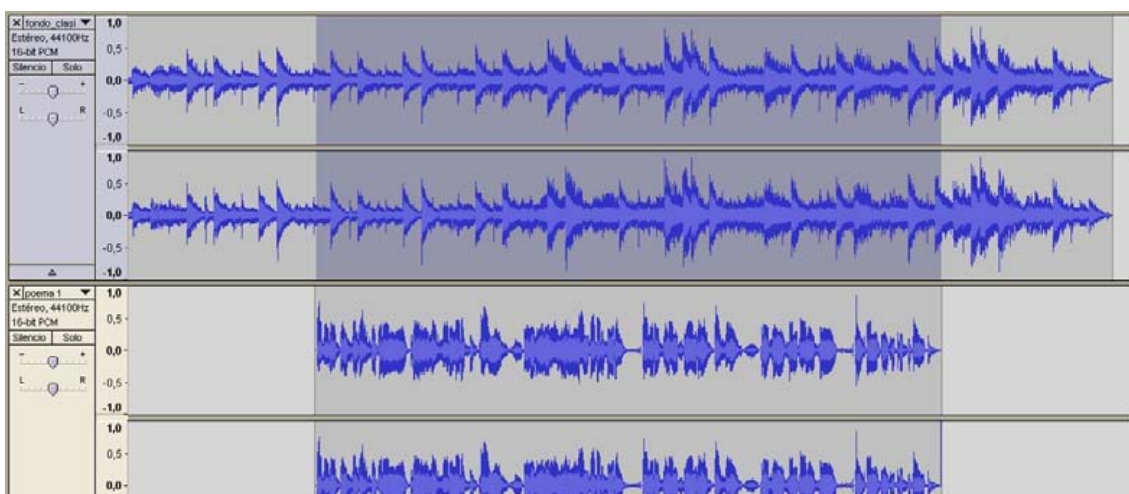 fondo_clasi
Estéreo, 44100Hz
16-bit PCM
Silencio Solo
- +
L R
1,0
0,5-
0,0-
-0,5-
-1,0
1,0
0,5-
0,0-
-0,5-
-1,0
poema 1
Estéreo, 44100Hz
16-bit PCM
Silencio Solo
- +
L R
1,0
0,5-
0,0-
-0,5-
-1,0
1,0
0,5-
0,0-